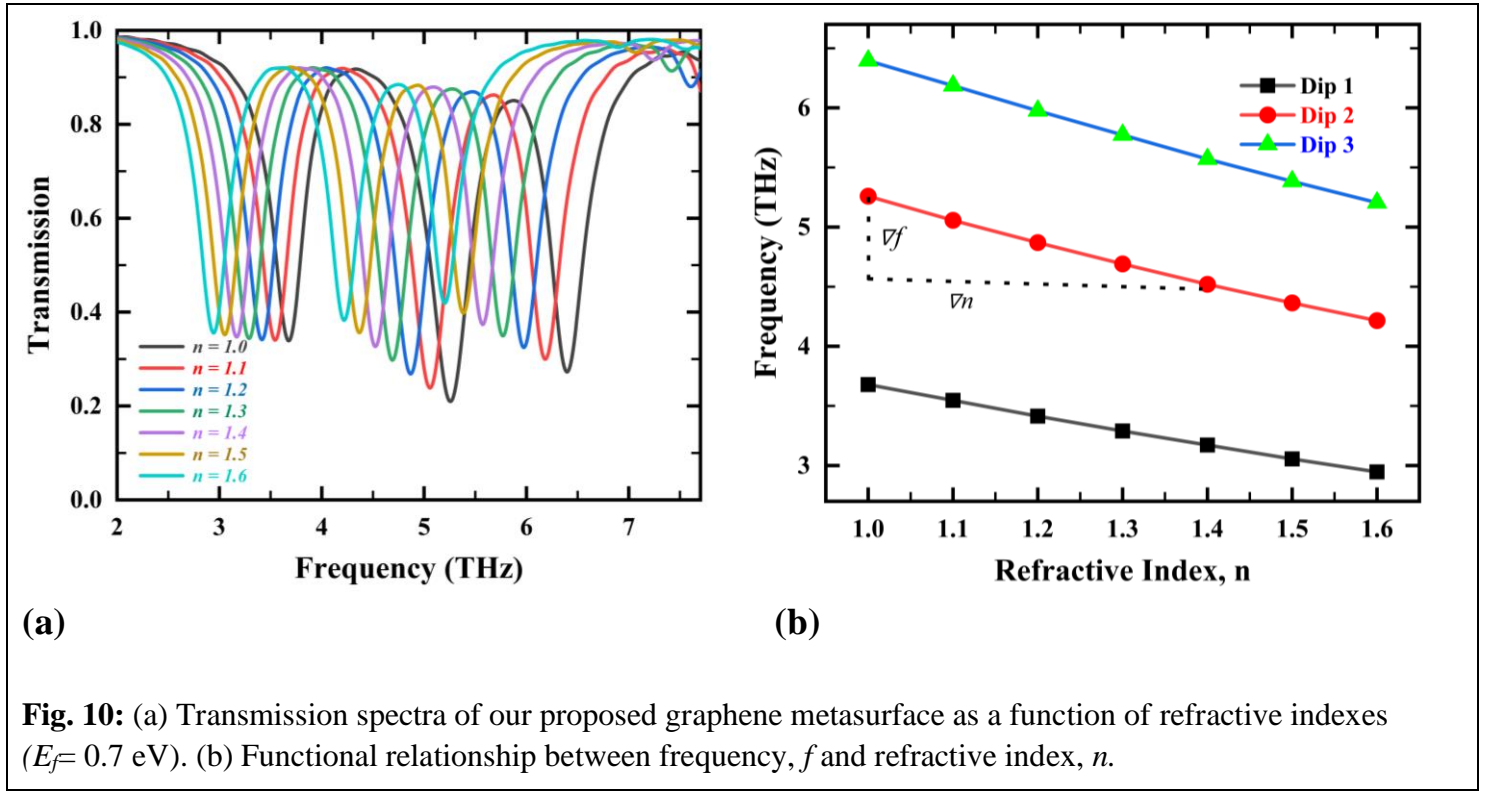 1.0
0.8
0.6
0.4
0.2
0.0
Transmission
n = 1.0
n = 1.1
n = 1.2
n = 1.3
n = 1.4
n = 1.5
n = 1.6
2 3 4 5 6 7
Frequency (THz)
(a)
6
5
4
3
Frequency (THz)
Dip 1
Dip 2
Dip 3
∇f
∇n
1.0 1.1 1.2 1.3 1.4 1.5 1.6
Refractive Index, n
(b)
Fig. 10: (a) Transmission spectra of our proposed graphene metasurface as a function of refractive indexes
(Ef= 0.7 eV). (b) Functional relationship between frequency, f and refractive index, n.